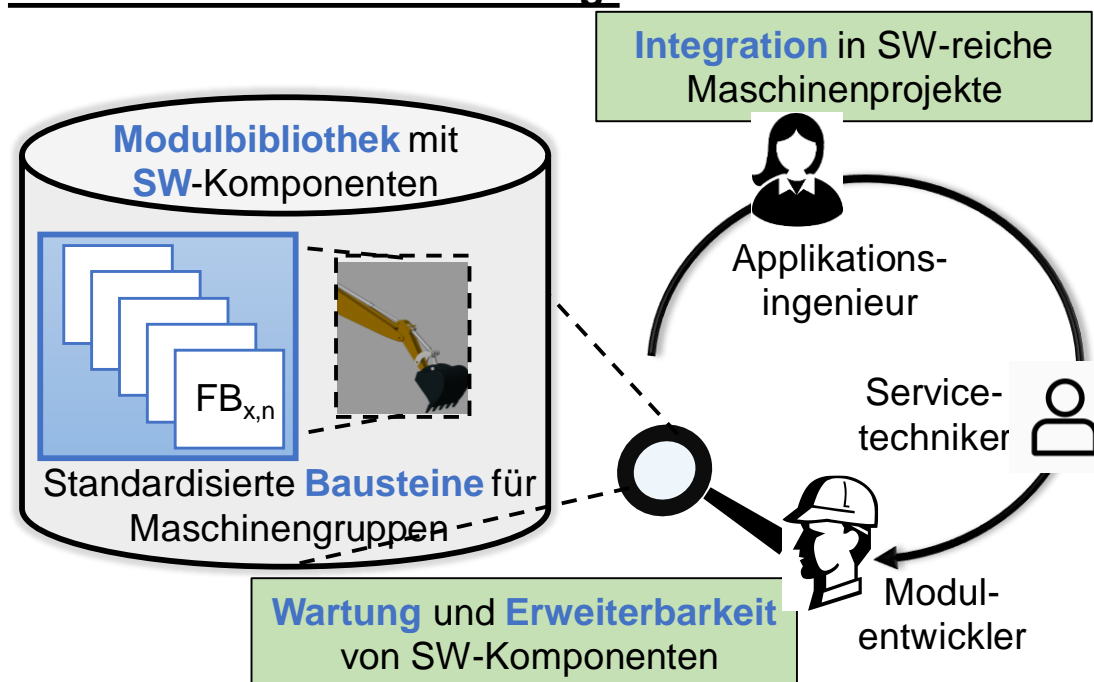 Integration in SW-reiche
Maschinenprojekte
Modulbibliothek mit
SW-Komponenten
FBx,n
Standardisierte Bausteine für
Maschinengruppen
Applikations-
ingenieur
Service-
techniker
Modul-
entwickler
Wartung und Erweiterbarkeit
von SW-Komponenten